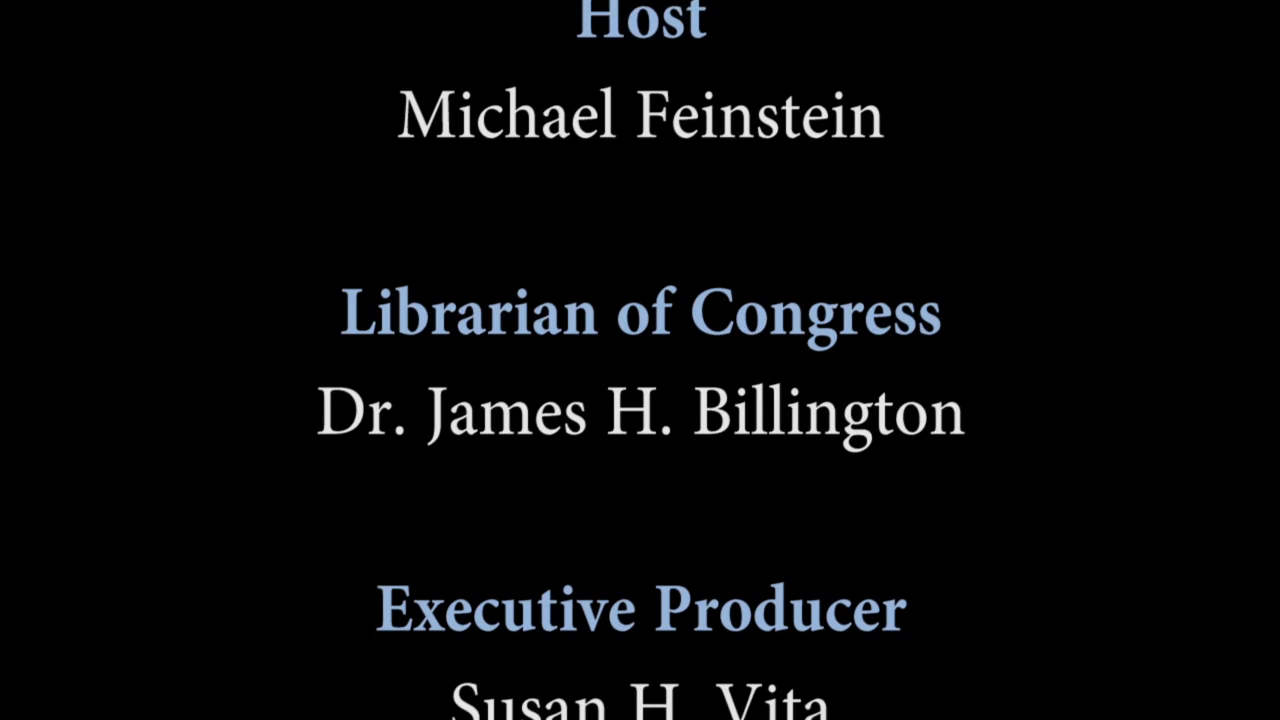 Host
Michael Feinstein
Librarian of Congress
Dr. James H. Billington
Executive Producer
Susan H. Vita